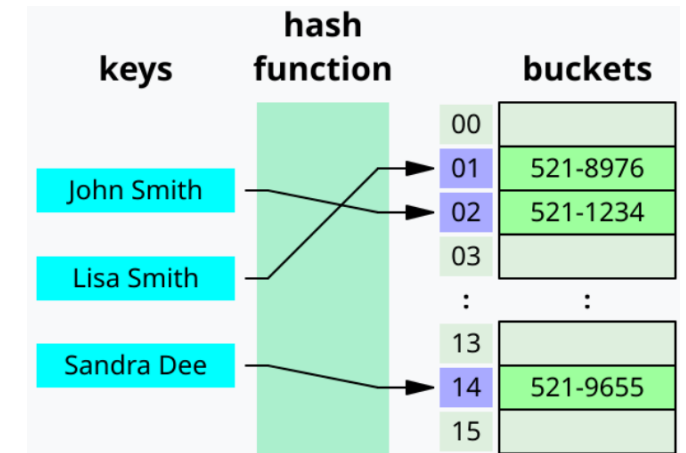 hash
keys function buckets
00
01 521-8976
John Smith
02 521-1234
03
Lisa Smith
: :
13
Sandra Dee
14 521-9655
15